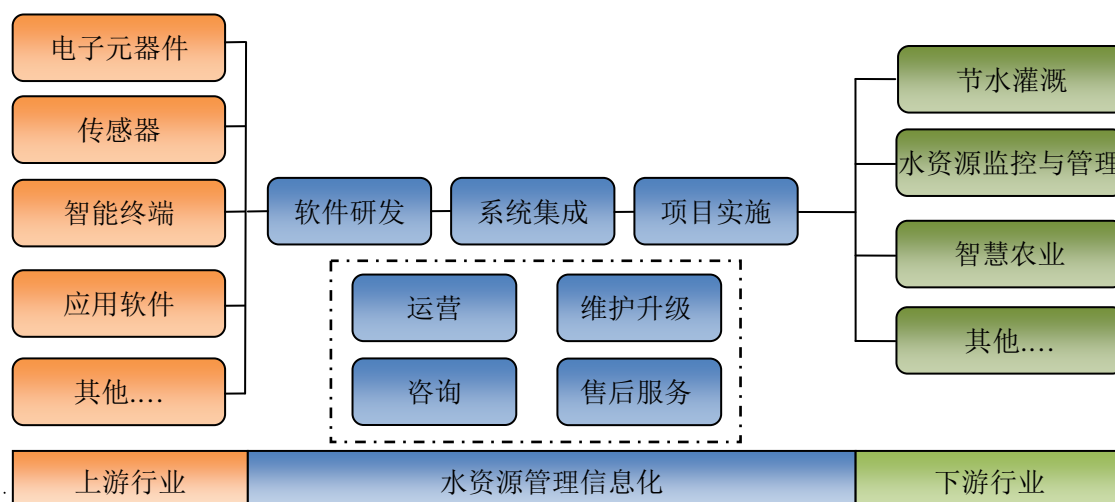 电子元器件
传感器
智能终端
应用软件
其他....
软件研发
系统集成
项目实施
运营
维护升级
咨询
售后服务
节水灌溉
水资源监控与管理
智慧农业
其他....
上游行业
水资源管理信息化
下游行业